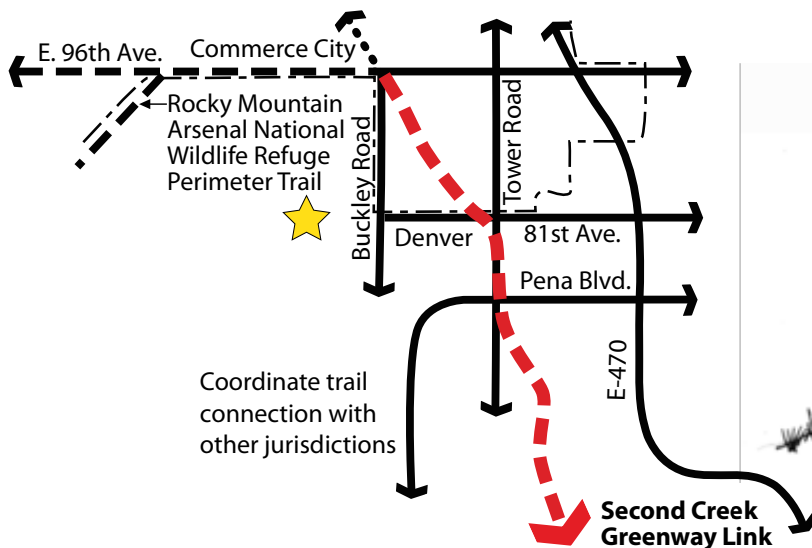 E. 96th Ave.
Commerce City
Rocky Mountain
Arsenal National
Wildlife Refuge
Perimeter Trail
Buckley Road
Tower Road
Denver
81st Ave.
Pena Blvd.
E-470
Coordinate trail
connection with
other jurisdictions
Second Creek
Greenway Link